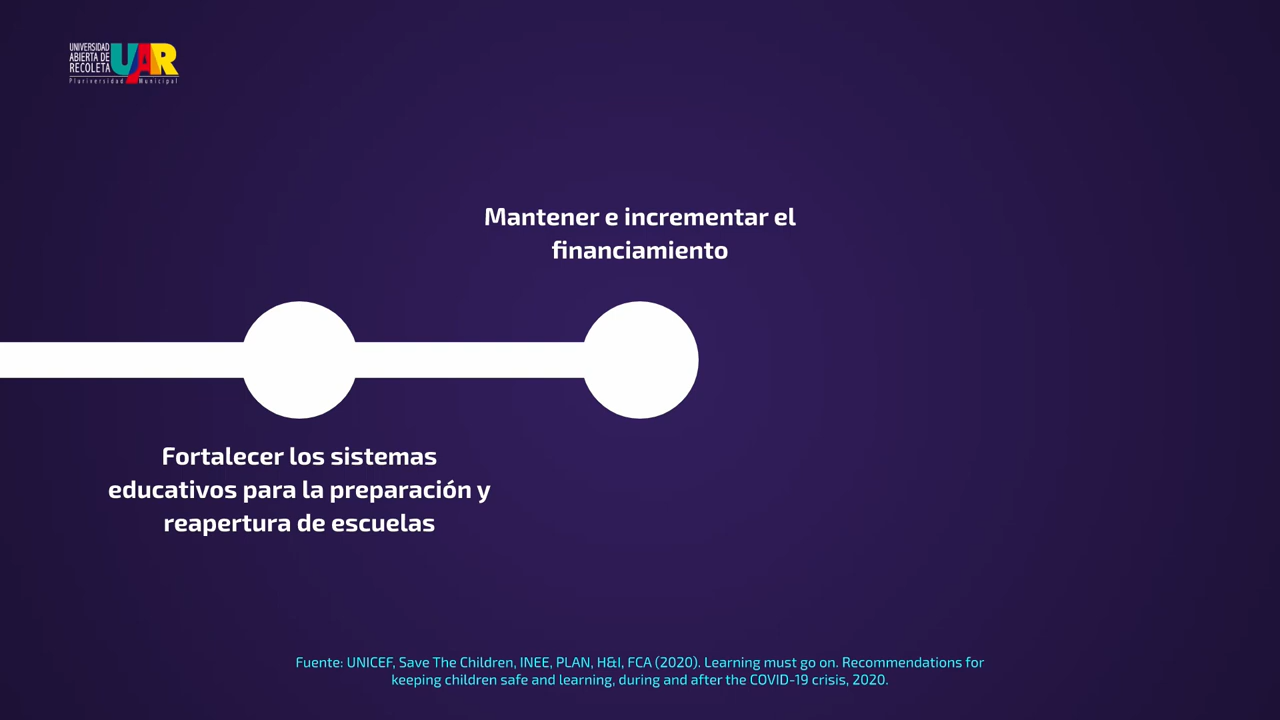 UNIVERSIDAD
ABIERTA DE
RECOLETA
UAR
Pluriversidad Municipal
Mantener e incrementar el
financiamiento
Fortalecer los sistemas
educativos para la preparación y
reapertura de escuelas
Fuente: UNICEF, Save The Children, INEE, PLAN, H&I, FCA (2020). Learning must go on. Recommendations for
keeping children safe and learning, during and after the COVID-19 crisis, 2020.